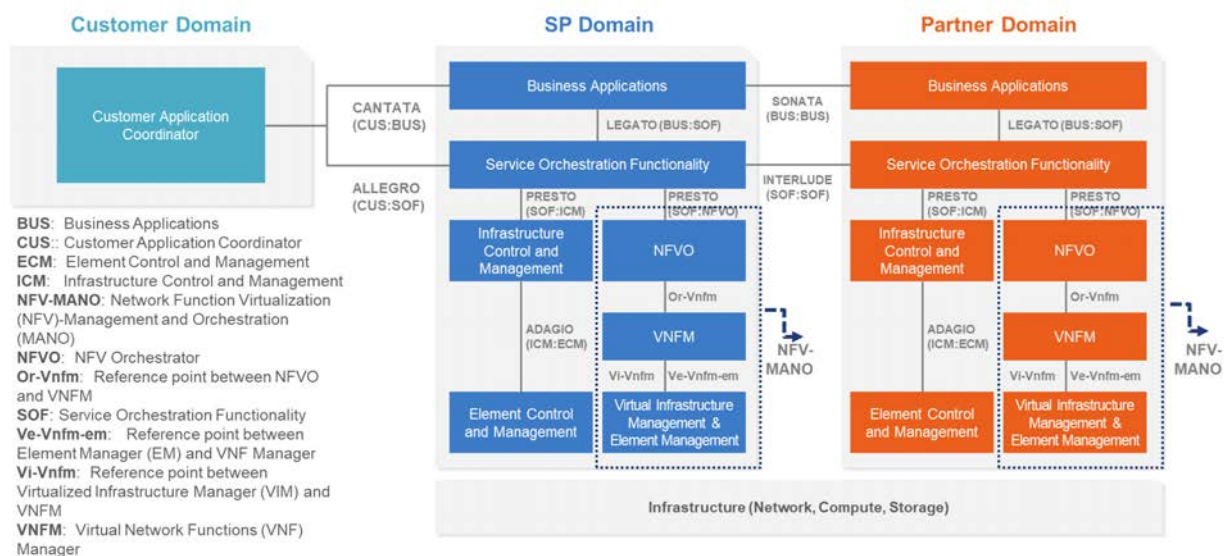 Customer Domain
SP Domain
Partner Domain
Customer Application
Coordinator
CANTATA
(CUS:BUS)
ALLEGRO
(CUS:SOF)
Business Applications
LEGATO (BUS:SOF)
Service Orchestration Functionality
PRESTO
(SOF:ICM)
PRESTO
(SOF:NFVO)
Infrastructure
Control and
Management
NFVO
Or-Vnfm
ADAGIO
(ICM:ECM)
VNFM
Vi-Vnfm
Ve-Vnfm-em
Element Control
and Management
Virtual Infrastructure
Management &
Element Management
NFV-
MANO
SONATA
(BUS:BUS)
INTERLUDE
(SOF:SOF)
Business Applications
LEGATO (BUS:SOF)
Service Orchestration Functionality
PRESTO
(SOF:ICM)
PRESTO
(SOF:NFVO)
Infrastructure
Control and
Management
NFVO
Or-Vnfm
ADAGIO
(ICM:ECM)
VNFM
Vi-Vnfm
Ve-Vnfm-em
Element Control
and Management
Virtual Infrastructure
Management &
Element Management
NFV-
MANO
Infrastructure (Network, Compute, Storage)
BUS: Business Applications
CUS:: Customer Application Coordinator
ECM: Element Control and Management
ICM: Infrastructure Control and Management
NFV-MANO: Network Function Virtualization
(NFV)-Management and Orchestration
(MANO)
NFVO: NFV Orchestrator
Or-Vnfm: Reference point between NFVO
and VNFM
SOF: Service Orchestration Functionality
Ve-Vnfm-em: Reference point between
Element Manager (EM) and VNF Manager
Vi-Vnfm: Reference point between
Virtualized Infrastructure Manager (VIM) and
VNFM
VNFM: Virtual Network Functions (VNF)
Manager